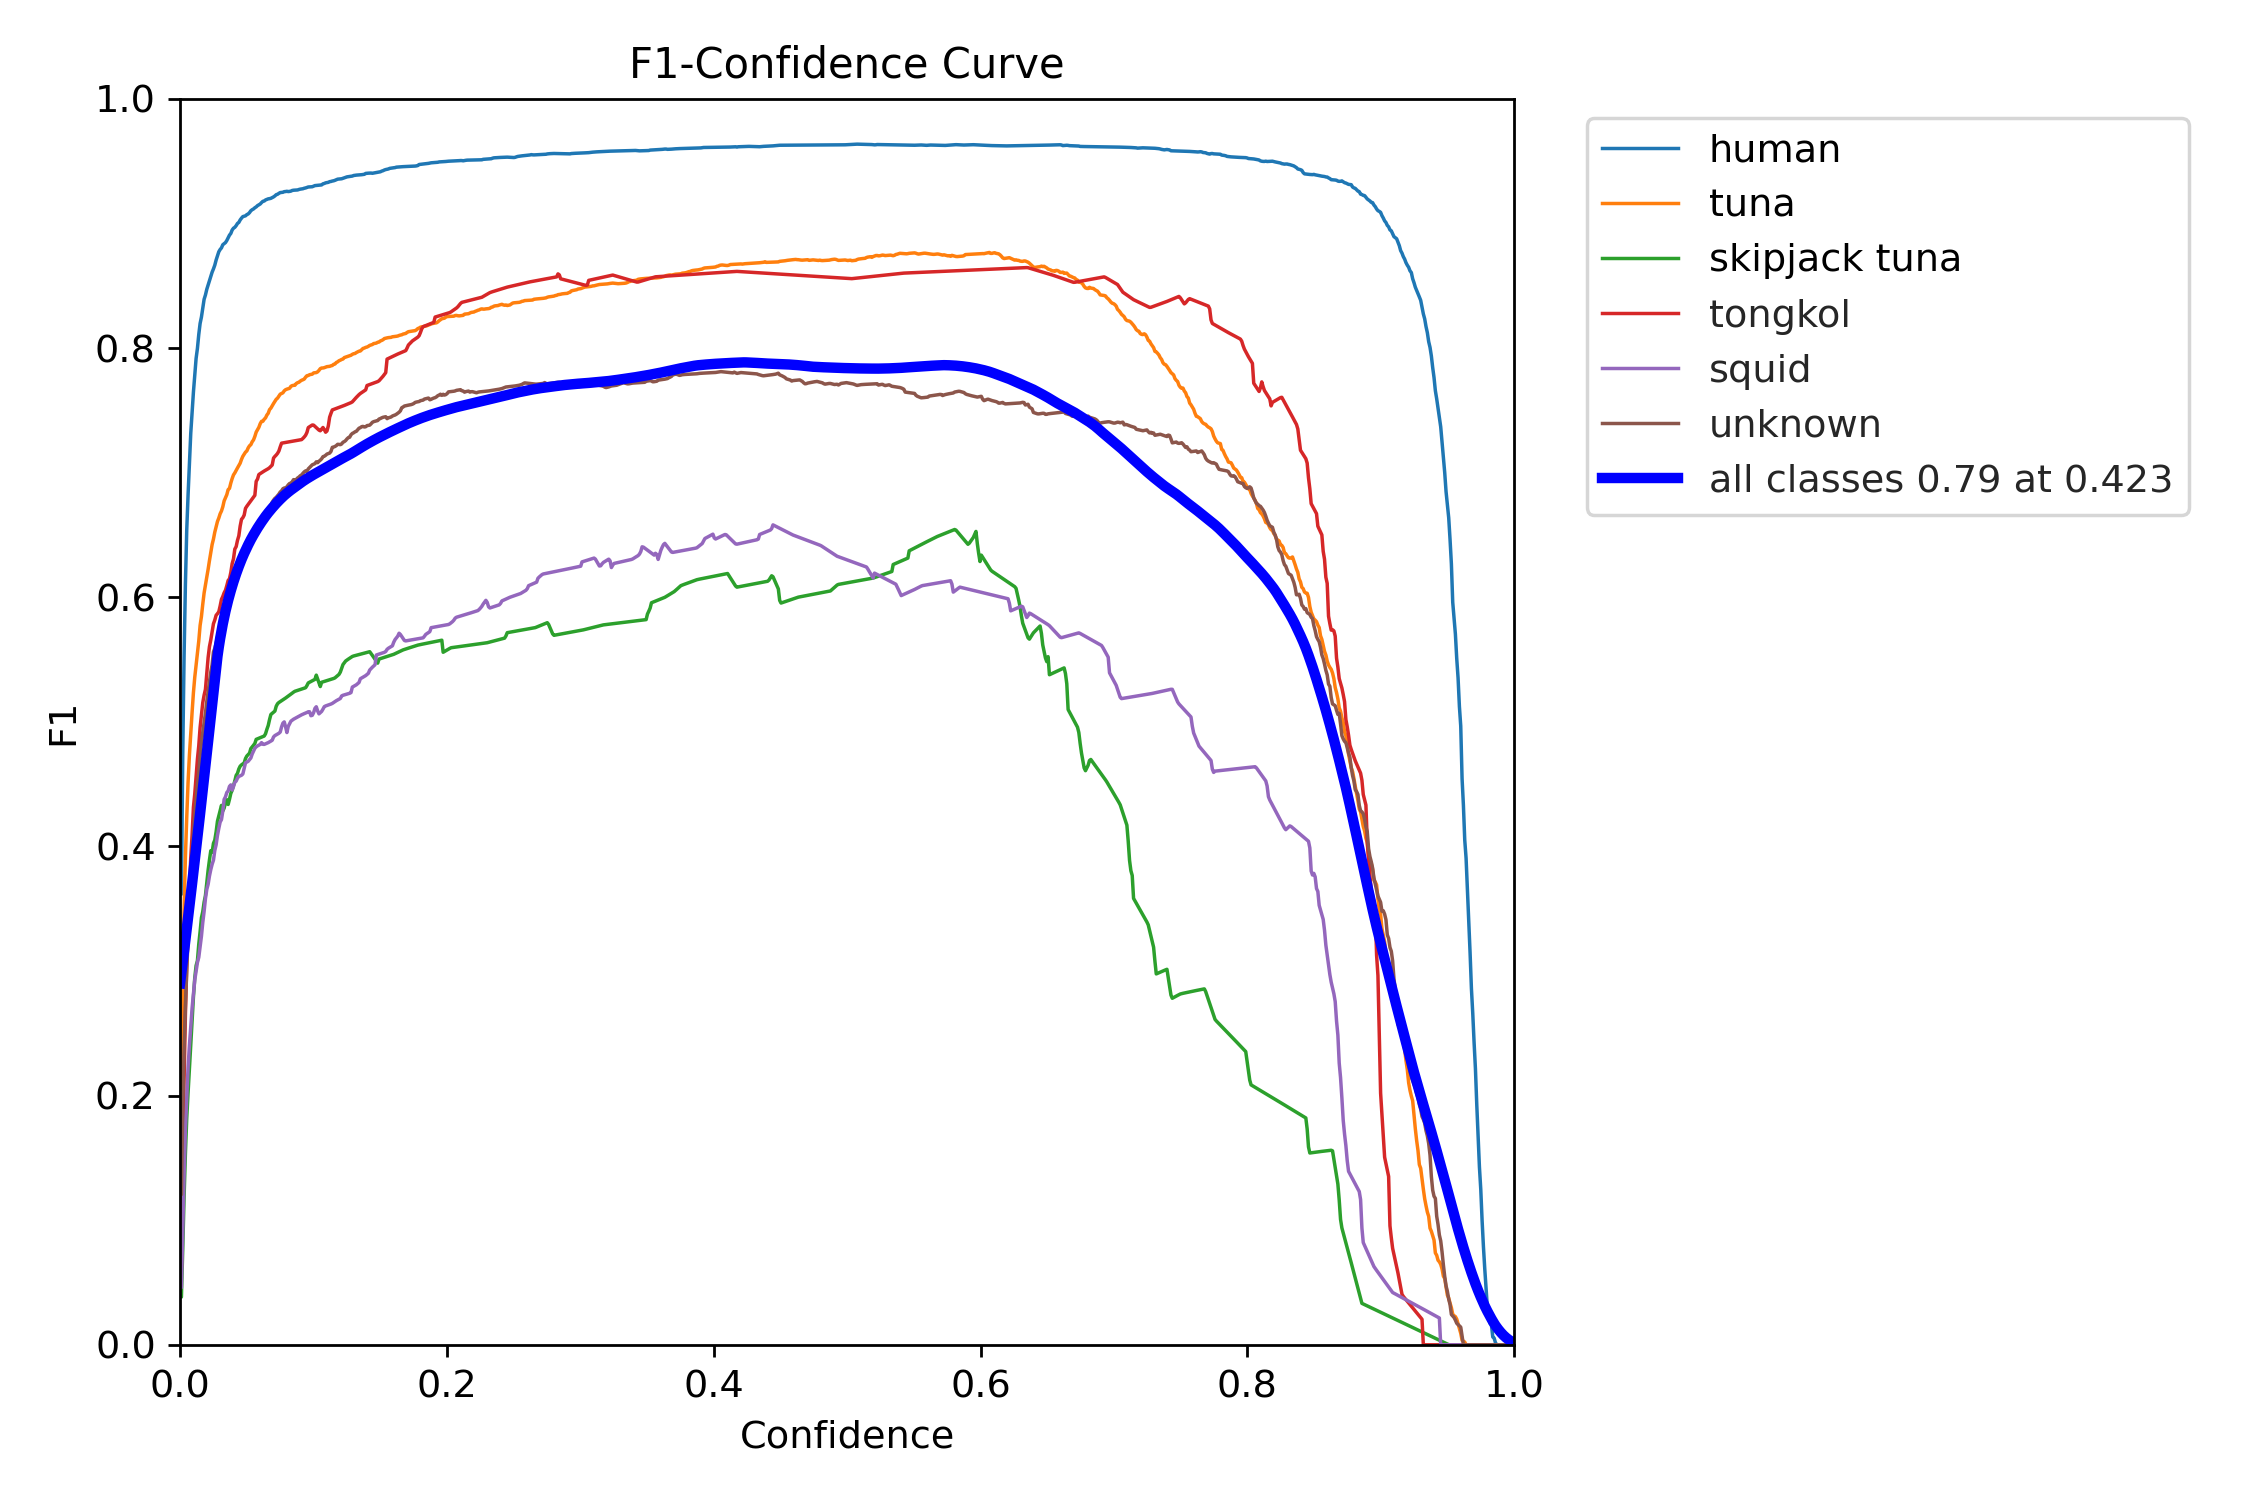 F1-Confidence Curve
1.0
0.8
0.6
0.4
0.2
0.0
F1
0.0 0.2 0.4 0.6 0.8 1.0
Confidence
human
tuna
skipjack tuna
tongkol
squid
unknown
all classes 0.79 at 0.423